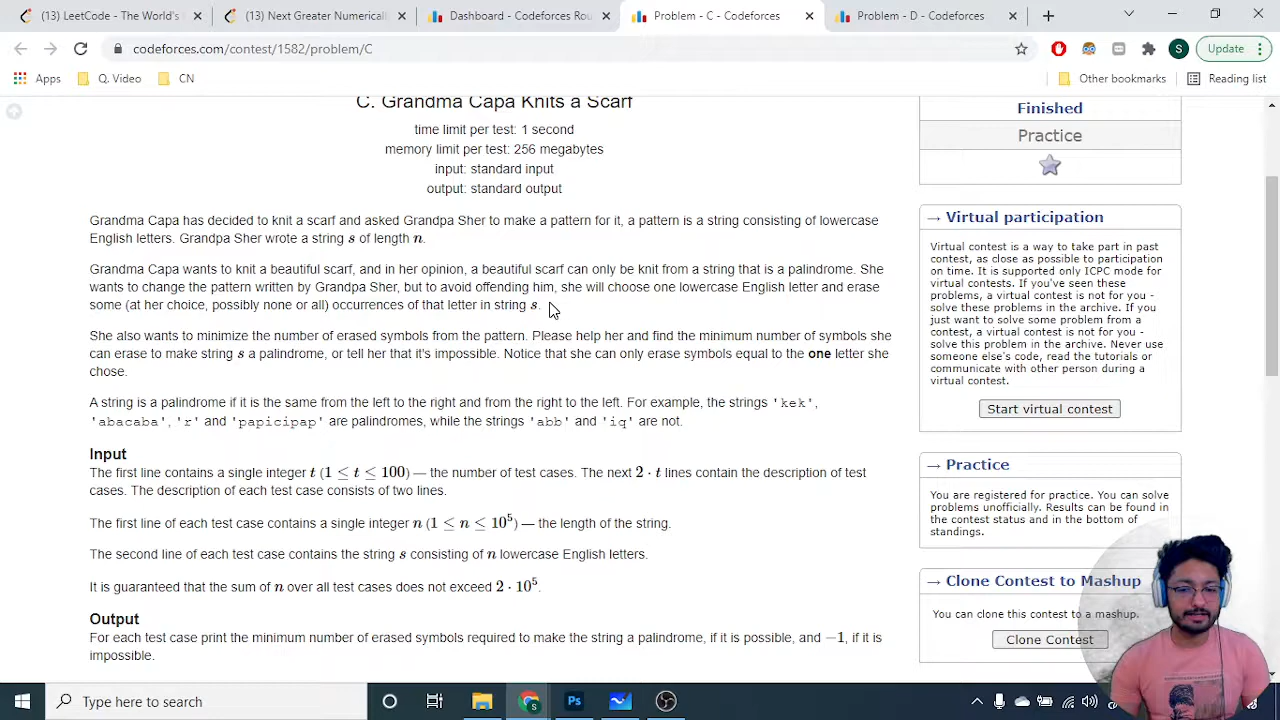 (13) LeetCode - The World's
(13) Next Greater Numerical
Dashboard - Codeforces Rou
Problem - C - Codeforces
Problem - D - Codeforces
codeforces.com/contest/1582/problem/C
S
Update
Apps
Q. Video
CN
Other bookmarks
Reading list
C. Grandma Capa Knits a Scarf
time limit per test: 1 second
memory limit per test: 256 megabytes
input: standard input
output: standard output
Grandma Capa has decided to knit a scarf and asked Grandpa Sher to make a pattern for it, a pattern is a string consisting of lowercase
English letters. Grandpa Sher wrote a string s of length n.
Grandma Capa wants to knit a beautiful scarf, and in her opinion, a beautiful scarf can only be knit from a string that is a palindrome. She
wants to change the pattern written by Grandpa Sher, but to avoid offending him, she will choose one lowercase English letter and erase
some (at her choice, possibly none or all) occurrences of that letter in string s.
She also wants to minimize the number of erased symbols from the pattern. Please help her and find the minimum number of symbols she
can erase to make string s a palindrome, or tell her that it's impossible. Notice that she can only erase symbols equal to the one letter she
chose.
A string is a palindrome if it is the same from the left to the right and from the right to the left. For example, the strings 'kek',
'abacaba', 'r' and 'papicipap' are palindromes, while the strings 'abb' and 'iq' are not.
Input
The first line contains a single integer t (1 ≤ t ≤ 100) — the number of test cases. The next 2 · t lines contain the description of test
cases. The description of each test case consists of two lines.
The first line of each test case contains a single integer n (1 ≤ n ≤ 10⁵) — the length of the string.
The second line of each test case contains the string s consisting of n lowercase English letters.
It is guaranteed that the sum of n over all test cases does not exceed 2 · 10⁵.
Output
For each test case print the minimum number of erased symbols required to make the string a palindrome, if it is possible, and −1, if it is
impossible.
Finished
Practice
→ Virtual participation
Virtual contest is a way to take part in past
contest, as close as possible to participation
on time. It is supported only ICPC mode for
virtual contests. If you've seen these
problems, a virtual contest is not for you -
solve these problems in the archive. If you
just want to solve some problem from a
contest, a virtual contest is not for you -
solve this problem in the archive. Never use
someone else's code, read the tutorials or
communicate with other person during a
virtual contest.
Start virtual contest
→ Practice
You are registered for practice. You can solve
problems unofficially. Results can be found
in the contest status and in the bottom of
standings.
→ Clone Contest to Mashup
You can clone this contest to a mashup.
Clone Contest
Type here to search
Ps